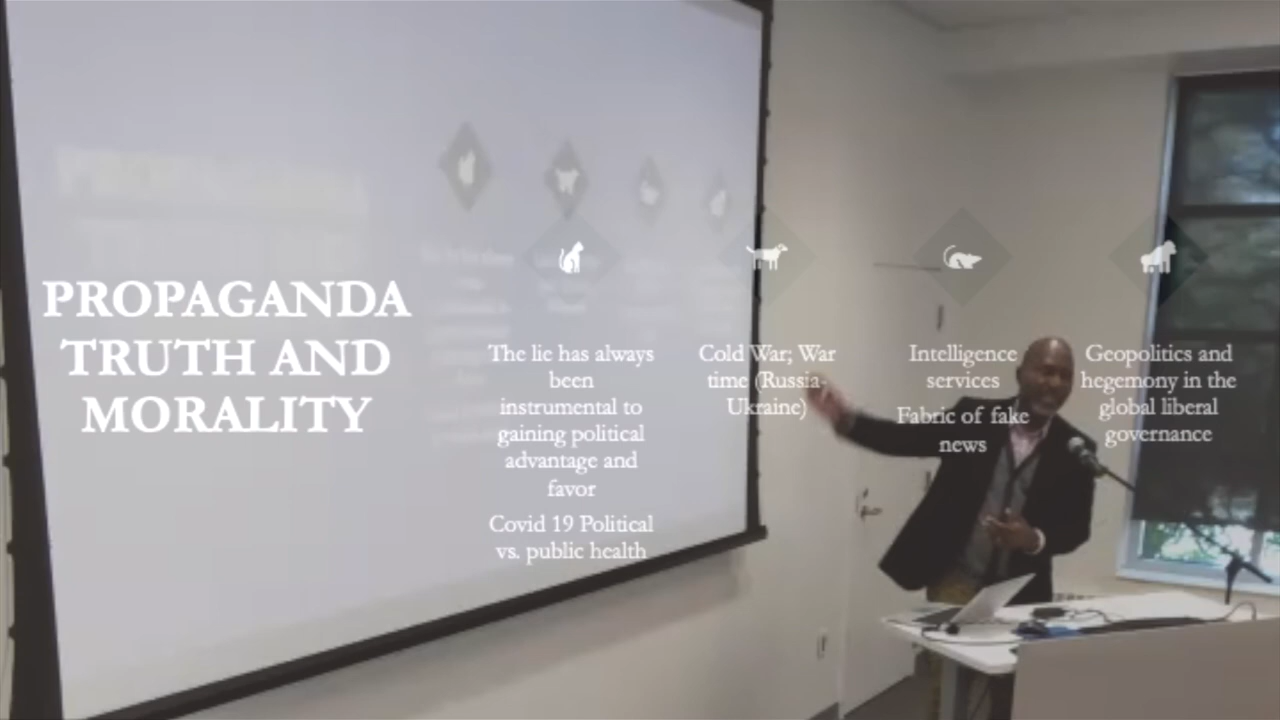 PROPAGANDA
TRUTH AND
MORALITY
The lie has always
been
instrumental to
gaining political
advantage and
favor
Covid 19 Political
vs. public health
Cold War; War
time (Russia-
Ukraine)
Intelligence
services
Fabric of fake
news
Geopolitics and
hegemony in the
global liberal
governance